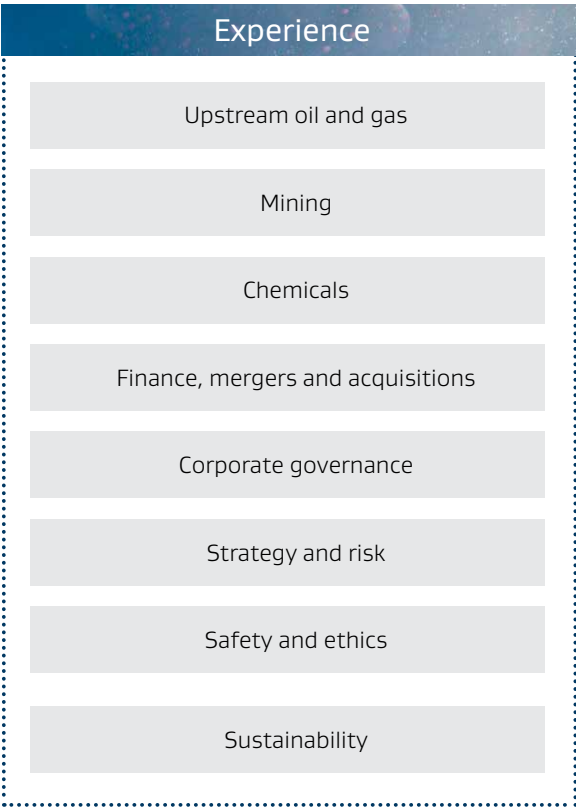 Experience
Upstream oil and gas
Mining
Chemicals
Finance, mergers and acquisitions
Corporate governance
Strategy and risk
Safety and ethics
Sustainability